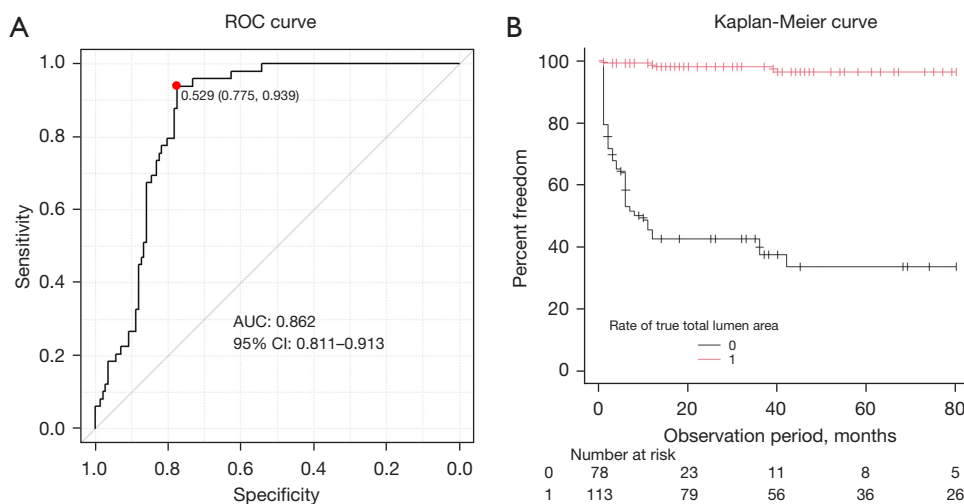 A
ROC curve
1.0
0.8
0.6
0.4
0.2
0.0
Sensitivity
0.529 (0.775, 0.939)
AUC: 0.862
95% CI: 0.811–0.913
1.0 0.8 0.6 0.4 0.2 0.0
Specificity
B
Kaplan-Meier curve
100
80
60
40
20
0
Percent freedom
Rate of true total lumen area
0
1
0 20 40 60 80
Observation period, months
Number at risk
0 78 23 11 8 5
1 113 79 56 36 26